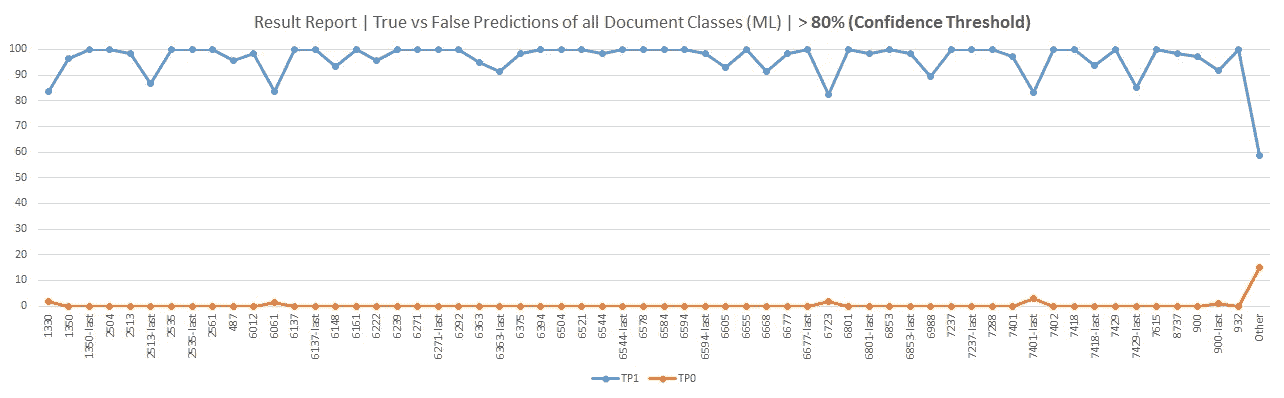 Result Report | True vs False Predictions of all Document Classes (ML) | > 80% (Confidence Threshold)
100
90
80
70
60
50
40
30
20
10
0
1330
1350
1350-last
2504
2513
2513-last
2535
2535-last
2561
487
6012
6061
6137
6137-last
6148
6161
6222
6239
6271
6271-last
6292
6363
6363-last
6375
6394
6504
6521
6544
6544-last
6578
6584
6594
6594-last
6605
6655
6668
6677
6677-last
6723
6801
6801-last
6853
6853-last
6988
7237
7237-last
7288
7401
7401-last
7402
7418
7418-last
7429
7429-last
7615
8737
900
900-last
932
Other
TP1 TP0